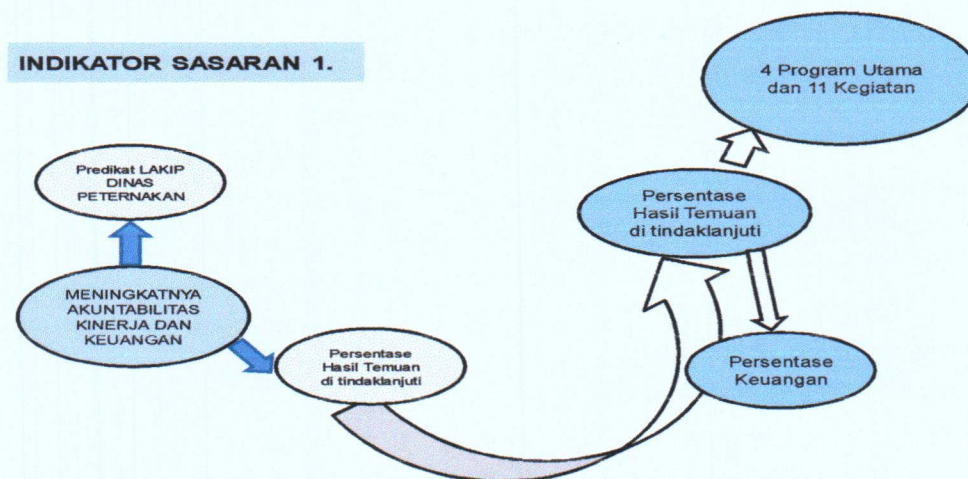 INDIKATOR SASARAN 1.
4 Program Utama
dan 11 Kegiatan
Predikat LAKIP
DINAS
PETERNAKAN
Persentase
Hasil Temuan
di tindaklanjuti
MENINGKATNYA
AKUNTABILITAS
KINERJA DAN
KEUANGAN
Persentase
Hasil Temuan
di tindaklanjuti
Persentase
Keuangan